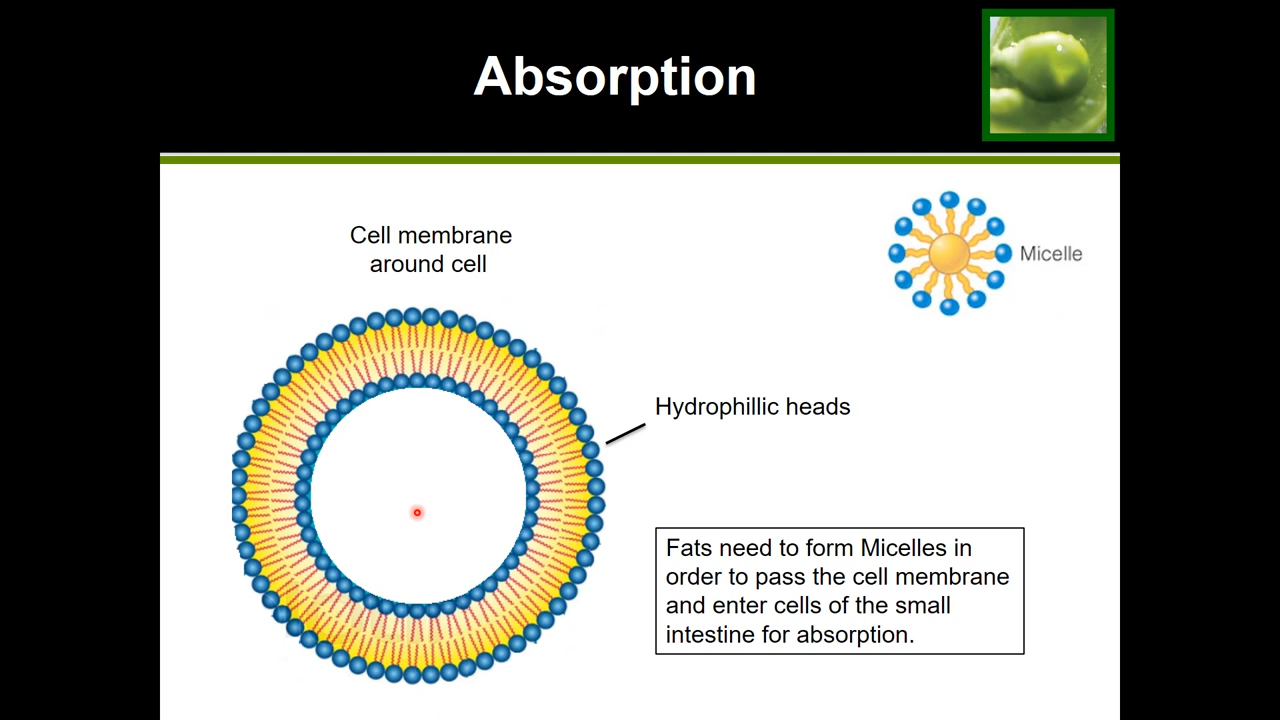 Absorption
Cell membrane
around cell
Micelle
Hydrophillic heads
Fats need to form Micelles in
order to pass the cell membrane
and enter cells of the small
intestine for absorption.